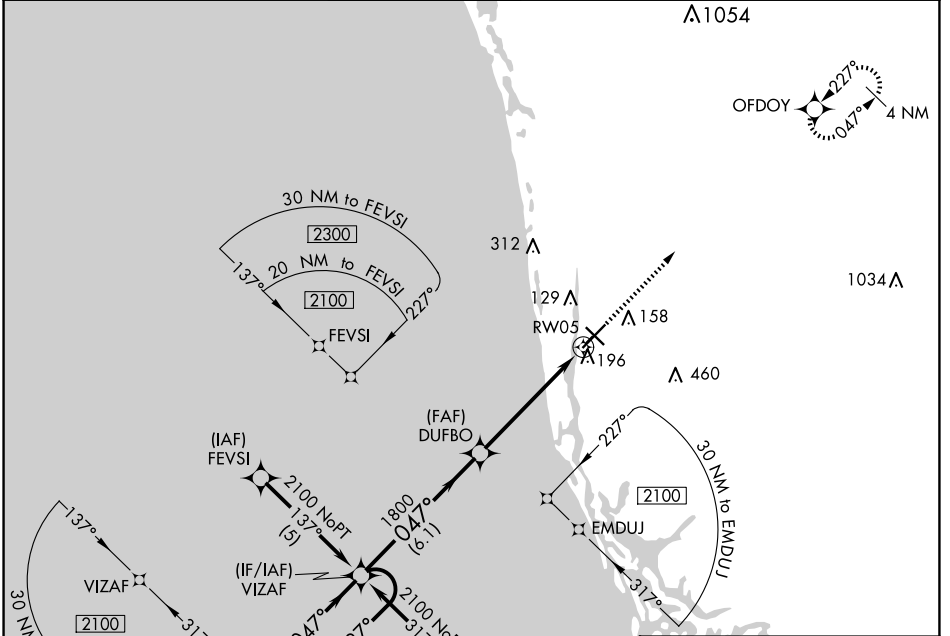 1054
227°
OFDOY
047°
4 NM
30 NM to FEVSI
2300
312
137°
20 NM to FEVSI
1034
2100
227°
129
158
RW05
FEVSI
196
460
(FAF)
DUFBO
227°
(IAF)
FEVSI
30 NM to EMDUJ
2100 NoPT
137°
(5)
1800
047°
(6.1)
2100
137°
EMDUJ
(IF/IAF)
VIZAF
VIZAF
317°
2100
047°